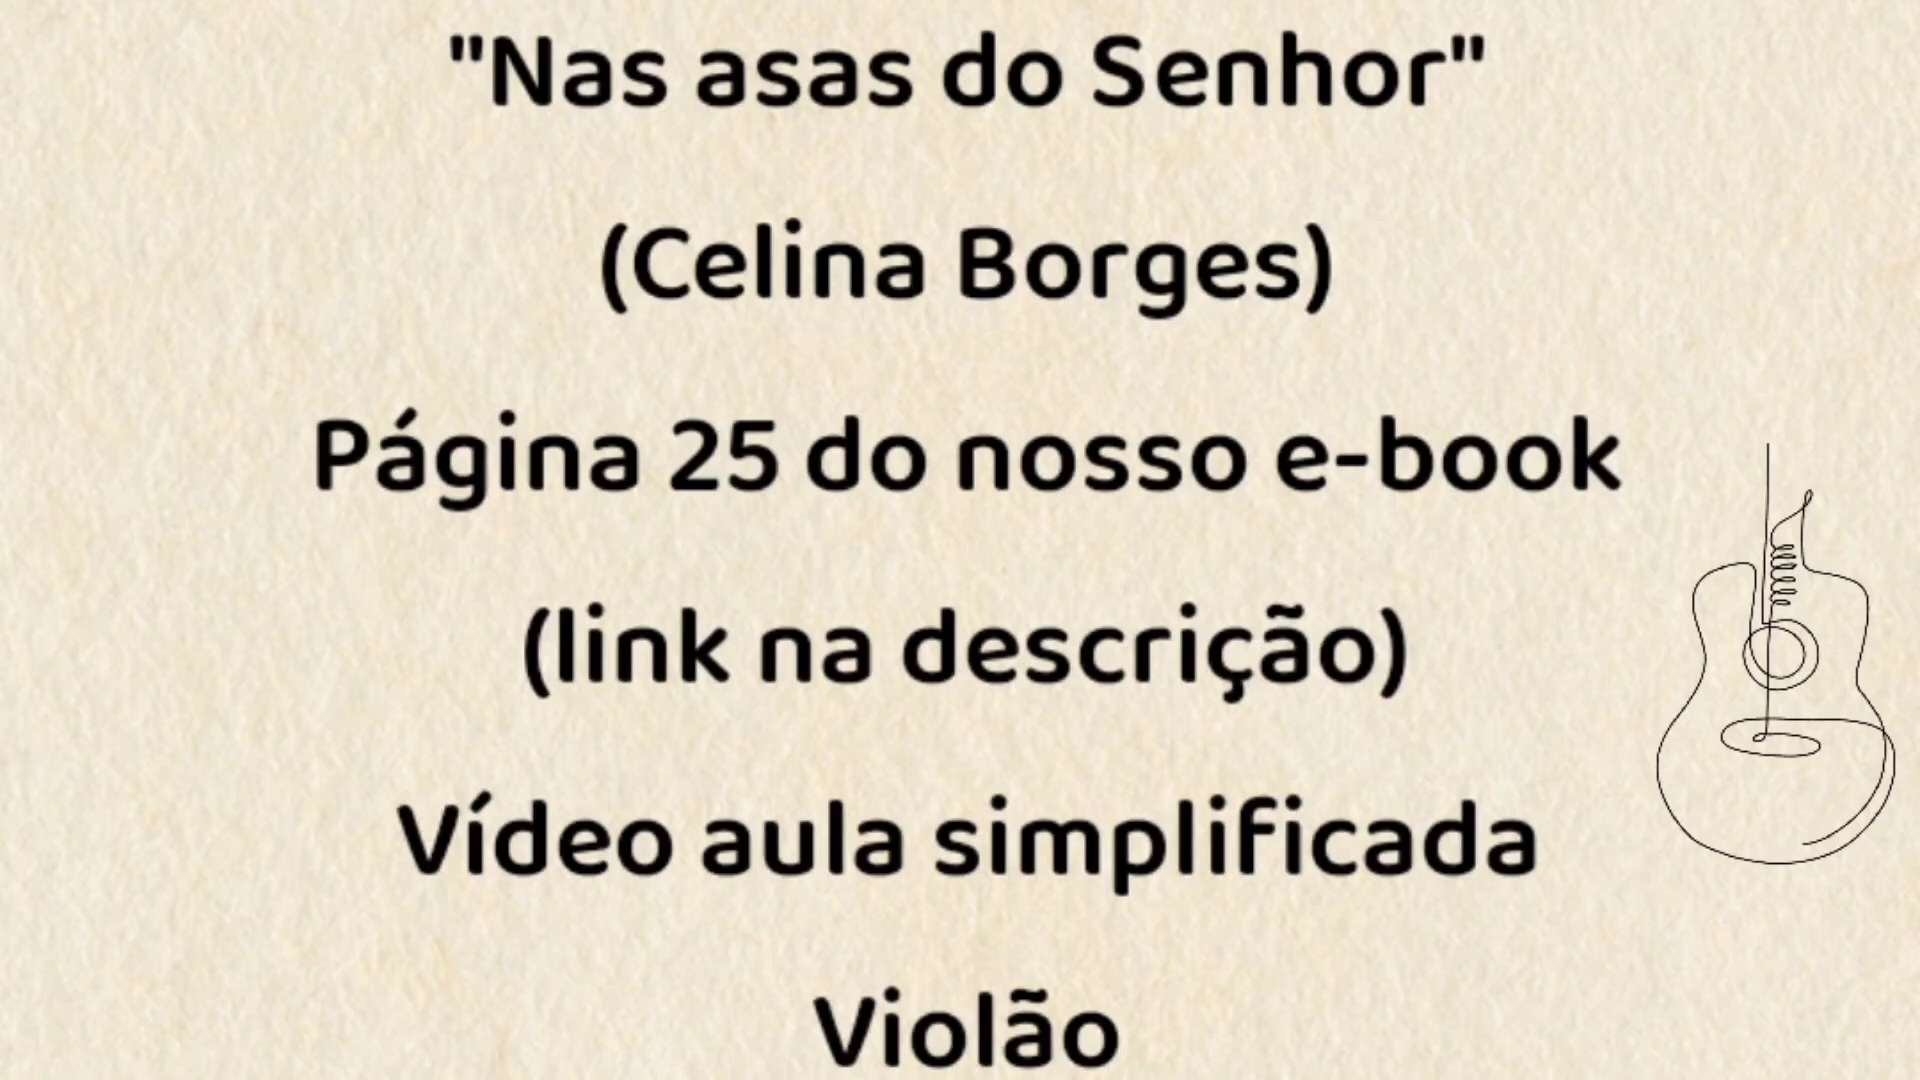 "Nas asas do Senhor"
(Celina Borges)
Página 25 do nosso e-book
(link na descrição)
Vídeo aula simplificada
Violão